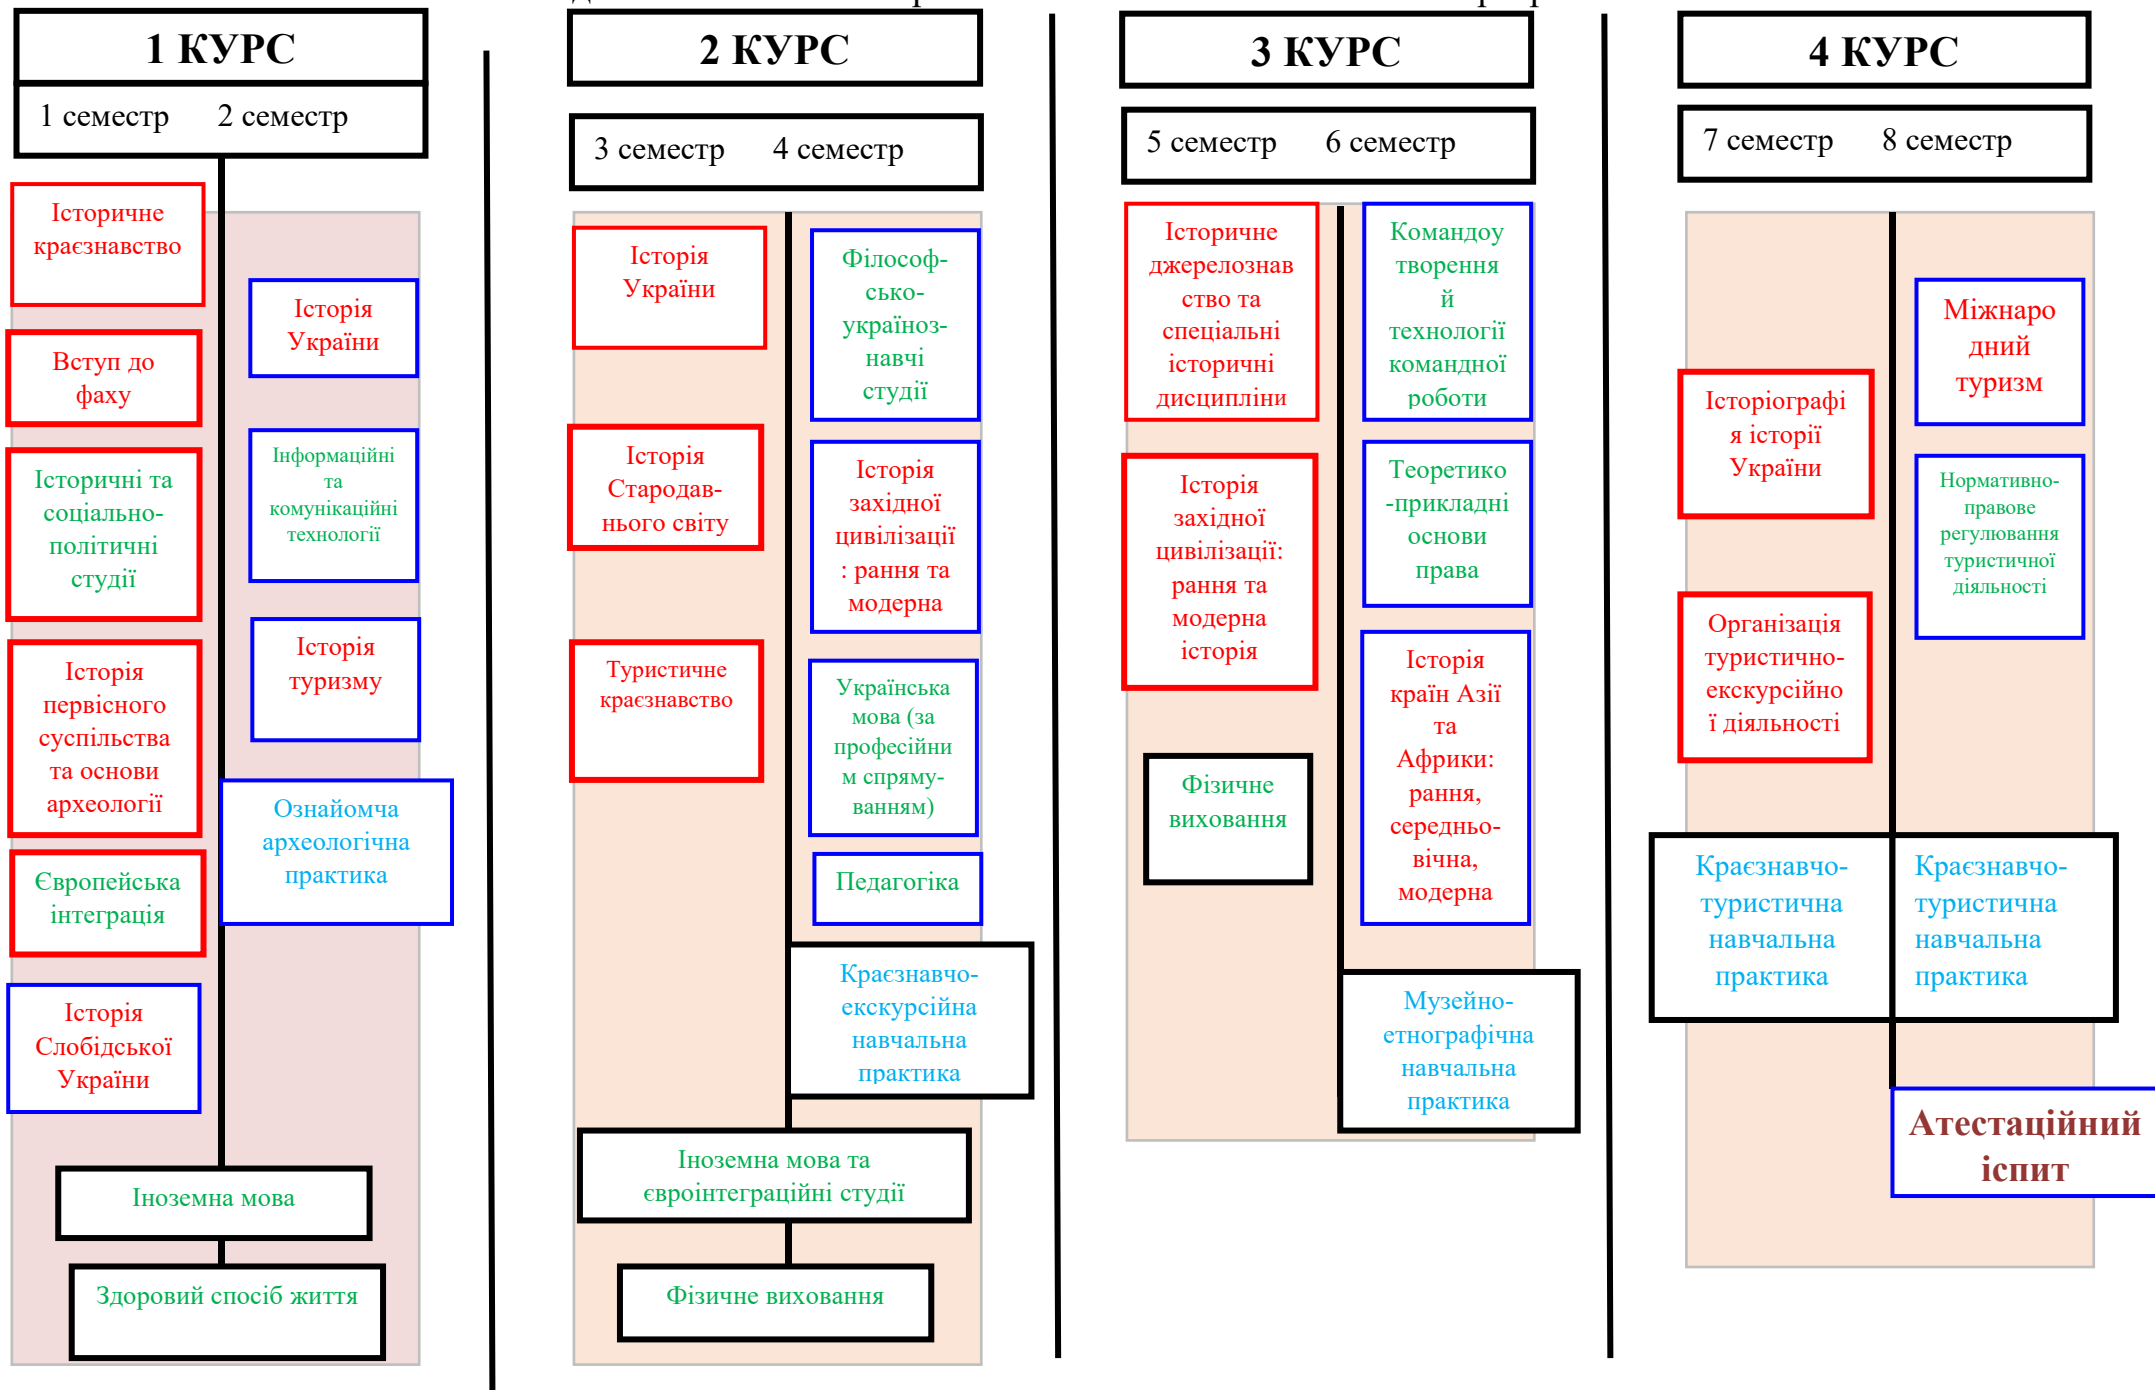 1 КУРС
1 семестр 2 семестр
Історичне
краєзнавство
Вступ до
фаху
Історичні та
соціально-
політичні
студії
Історія
первісного
суспільства
та основи
археології
Європейська
інтеграція
Історія
Слобідської
України
Історія
України
Інформаційні
та
комунікаційні
технології
Історія
туризму
Ознайомча
археологічна
практика
Іноземна мова
Здоровий спосіб життя
2 КУРС
3 семестр 4 семестр
Історія
України
Історія
Стародав-
нього світу
Туристичне
краєзнавство
Філософ-
сько-
україноз-
навчі
студії
Історія
західної
цивілізації
: рання та
модерна
Українська
мова (за
професійни
м спряму-
ванням)
Педагогіка
Краєзнавчо-
екскурсійна
навчальна
практика
Іноземна мова та
євроінтеграційні студії
Фізичне виховання
3 КУРС
5 семестр 6 семестр
Історичне
джерелознав
ство та
спеціальні
історичні
дисципліни
Історія
західної
цивілізації:
рання та
модерна
історія
Фізичне
виховання
Командоу
творення
й
технології
командної
роботи
Теоретико
-прикладні
основи
права
Історія
країн Азії
та
Африки:
рання,
середньо-
вічна,
модерна
Музейно-
етнографічна
навчальна
практика
4 КУРС
7 семестр 8 семестр
Історіографі
я історії
України
Організація
туристично-
екскурсійно
ї діяльності
Міжнаро
дний
туризм
Нормативно-
правове
регулювання
туристичної
діяльності
Краєзнавчо-
туристична
навчальна
практика
Краєзнавчо-
туристична
навчальна
практика
Атестаційний
іспит